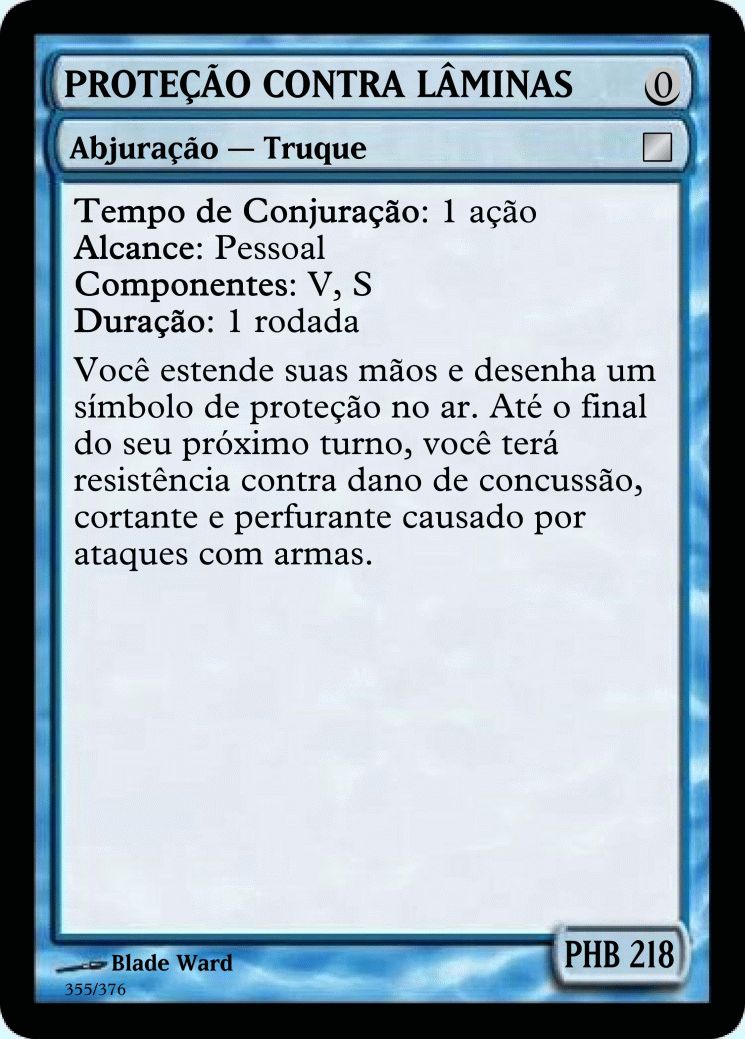 PROTEÇÃO CONTRA LÂMINAS 0
Abjuração — Truque
Tempo de Conjuração: 1 ação
Alcance: Pessoal
Componentes: V, S
Duração: 1 rodada
Você estende suas mãos e desenha um
símbolo de proteção no ar. Até o final
do seu próximo turno, você terá
resistência contra dano de concussão,
cortante e perfurante causado por
ataques com armas.
PHB 218
Blade Ward
355/376